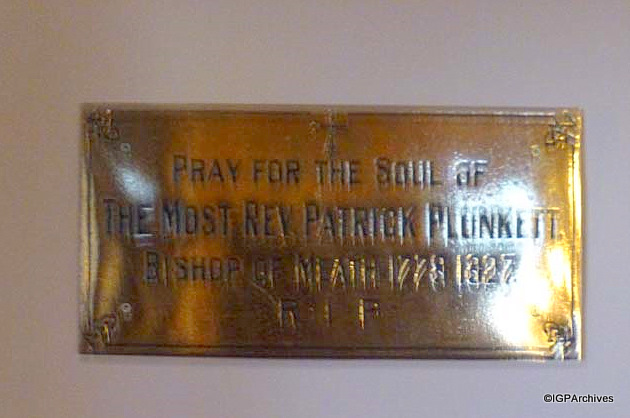 PRAY FOR THE SOUL OF
THE MOST REV. PATRICK PLUNKETT
BISHOP OF MEATH 1778 1827
R I P
©IGPArchives